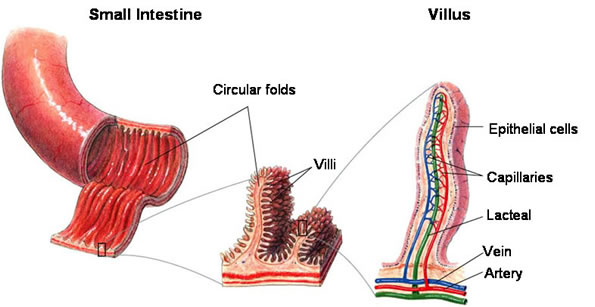 Small Intestine
Villus
Circular folds
Villi
Epithelial cells
Capillaries
Lacteal
Vein
Artery